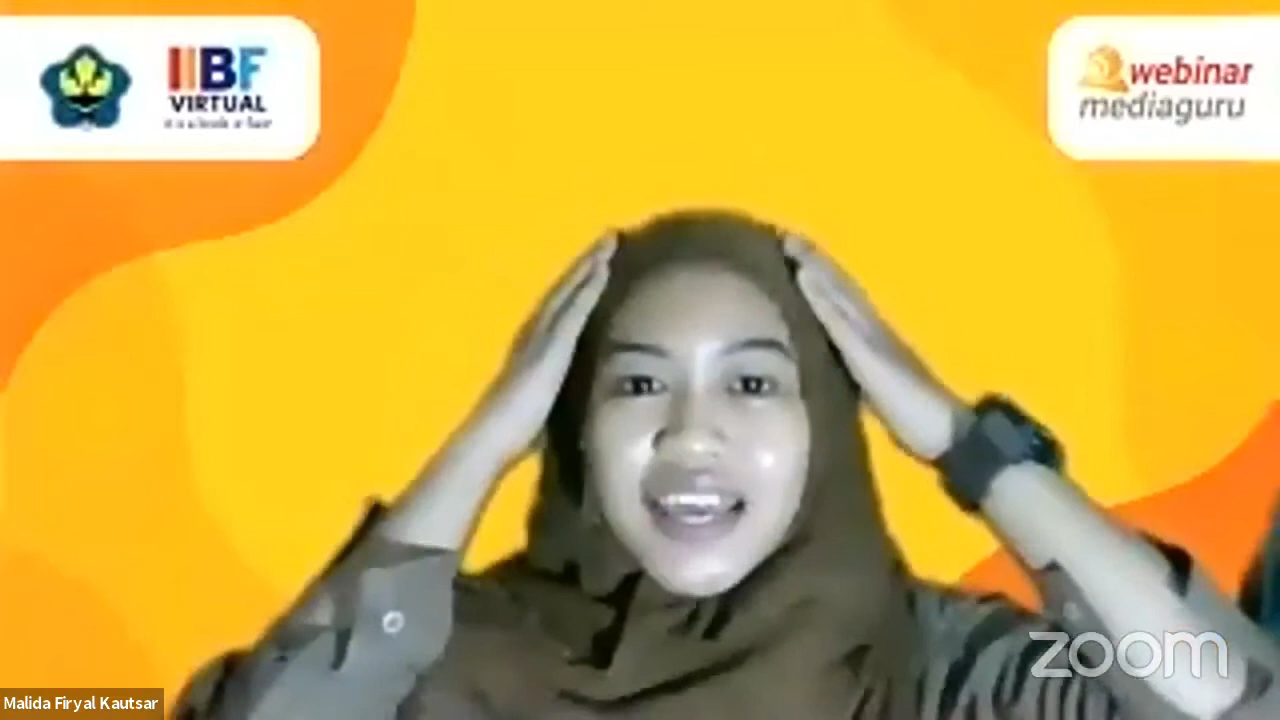 IIBF
VIRTUAL
webinar
mediaguru
zoom
Malida Firyal Kautsar